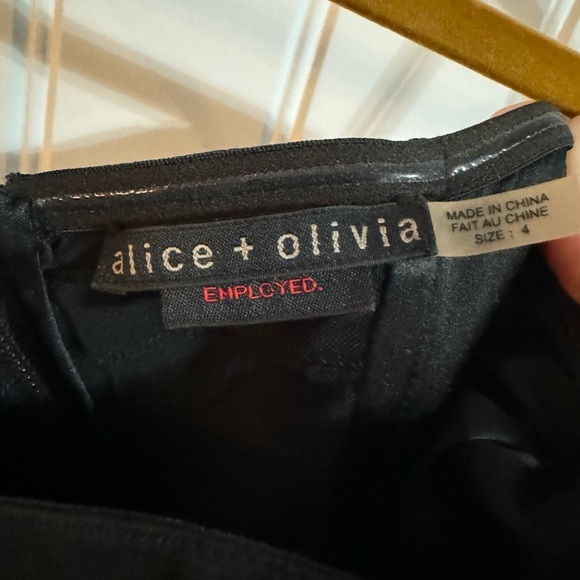 alice + olivia
EMPLOYED.
MADE IN CHINA
FAIT AU CHINE
SIZE : 4